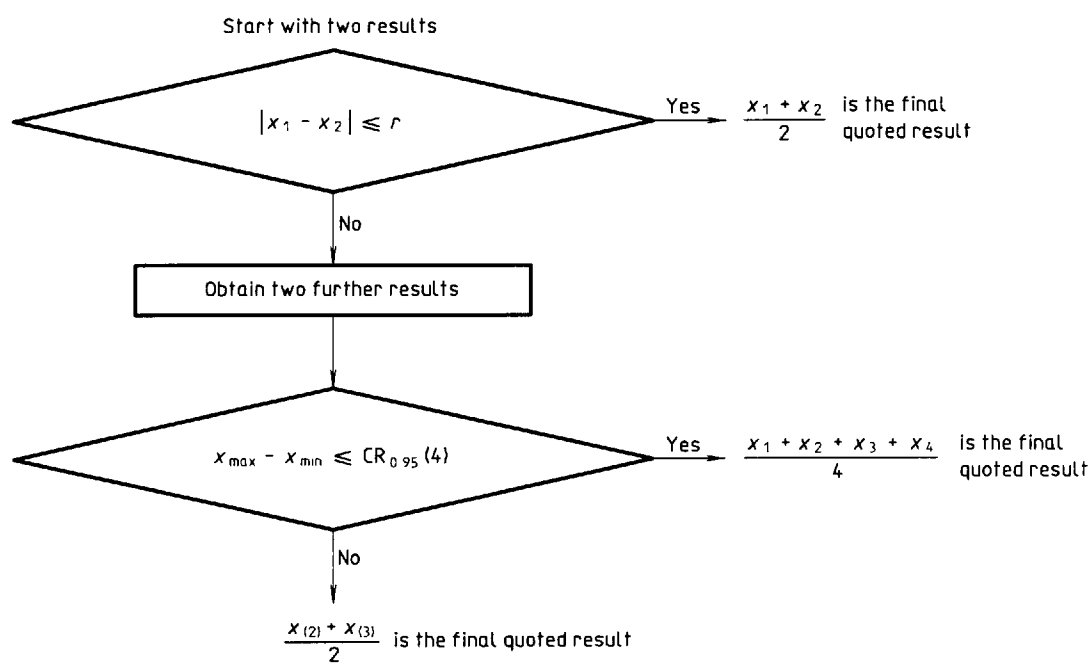 Start with two results
|x₁ - x₂| ⩽ r
Yes
x₁ + x₂ / 2 is the final
quoted result
No
Obtain two further results
x_max - x_min ⩽ CR₀ ₉₅(4)
Yes
x₁ + x₂ + x₃ + x₄ / 4 is the final
quoted result
No
x₍₂₎ + x₍₃₎ / 2 is the final quoted result